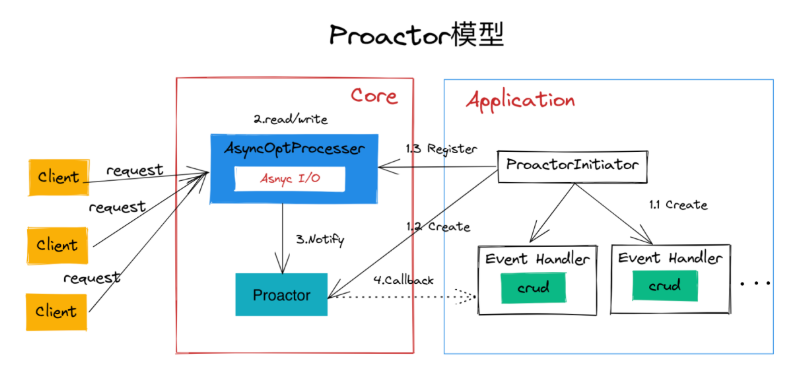 Proactor模型
Core
Application
2.read/write
AsyncOptProcesser
Asnyc I/O
1.3 Register
ProactorInitiator
Client
request
Client
request
Client
request
1.1 Create
1.2 Create
3.Notify
Event Handler
crud
Event Handler
crud
...
4.Callback
Proactor